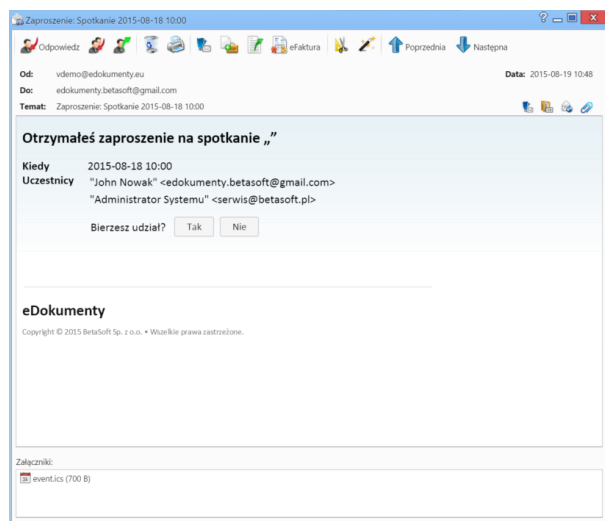 Zaproszenie: Spotkanie 2015-08-18 10:00
Odpowiedz eFaktura Poprzednia Następna
Od: vdemo@edokumenty.eu Data: 2015-08-19 10:48
Do: edokumenty.betasoft@gmail.com
Temat: Zaproszenie: Spotkanie 2015-08-18 10:00
Otrzymałeś zaproszenie na spotkanie „”
Kiedy 2015-08-18 10:00
Uczestnicy "John Nowak" <edokumenty.betasoft@gmail.com>
"Administrator Systemu" <serwis@betasoft.pl>
Bierzesz udział? Tak Nie
eDokumenty
Copyright © 2015 BetaSoft Sp. z o.o. • Wszelkie prawa zastrzeżone.
Załączniki:
event.ics (700 B)